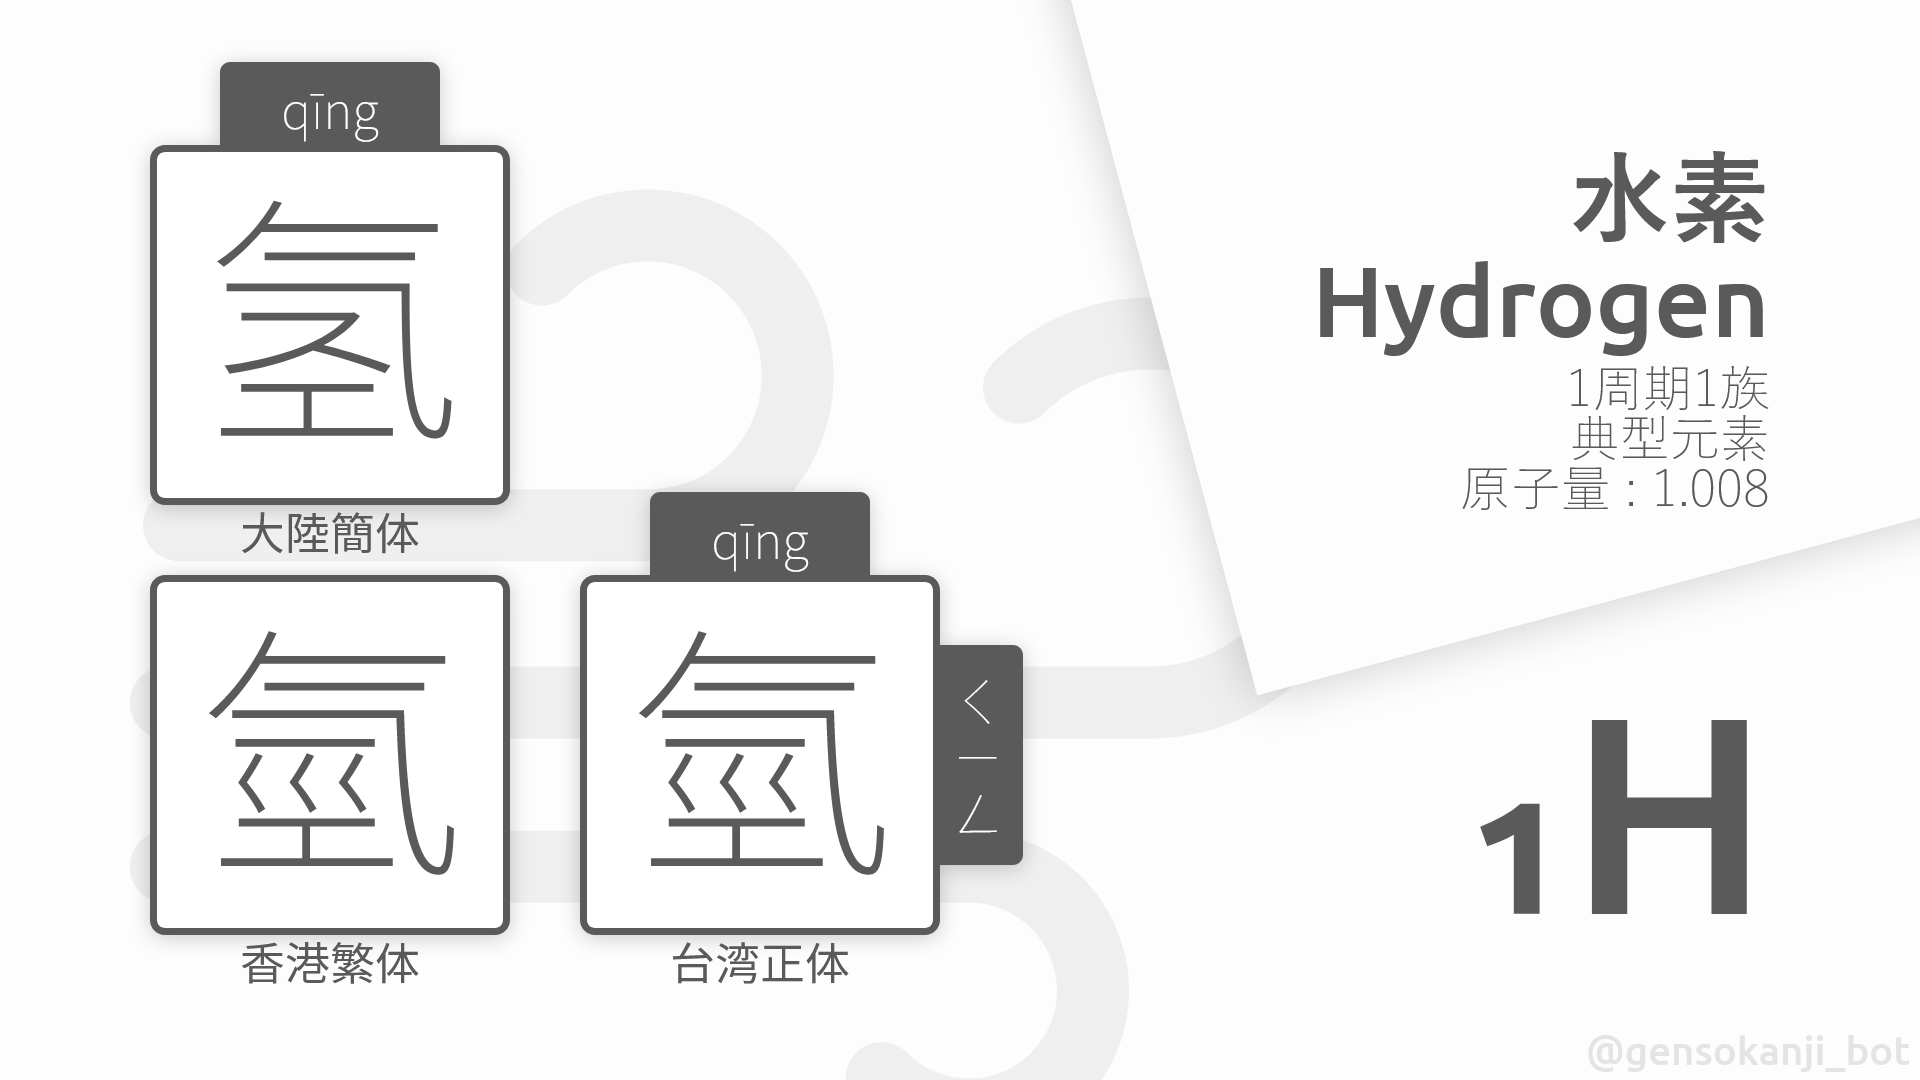 qīng
氢
大陸簡体
氫
香港繁体
qīng
氫
ㄑㄧㄥ
台湾正体
水素
Hydrogen
1周期1族
典型元素
原子量 : 1.008
1H
@gensokanji_bot